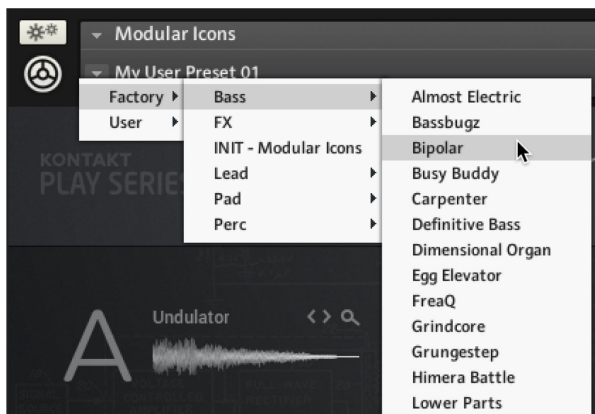 Modular Icons
My User Preset 01
Factory
User
Bass
FX
INIT - Modular Icons
Lead
Pad
Perc
Almost Electric
Bassbugz
Bipolar
Busy Buddy
Carpenter
Definitive Bass
Dimensional Organ
Egg Elevator
FreaQ
Grindcore
Grungestep
Himera Battle
Lower Parts
KONTAKT
PLAY SERIE
A
Undulator